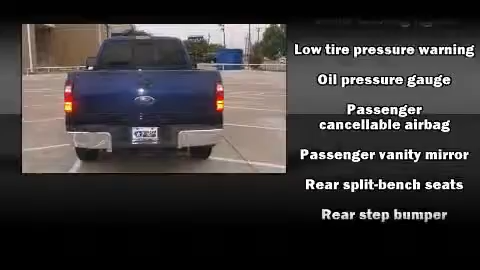 Low tire pressure warning
Oil pressure gauge
Passenger
cancellable airbag
Passenger vanity mirror
Rear split-bench seats
Rear step bumper